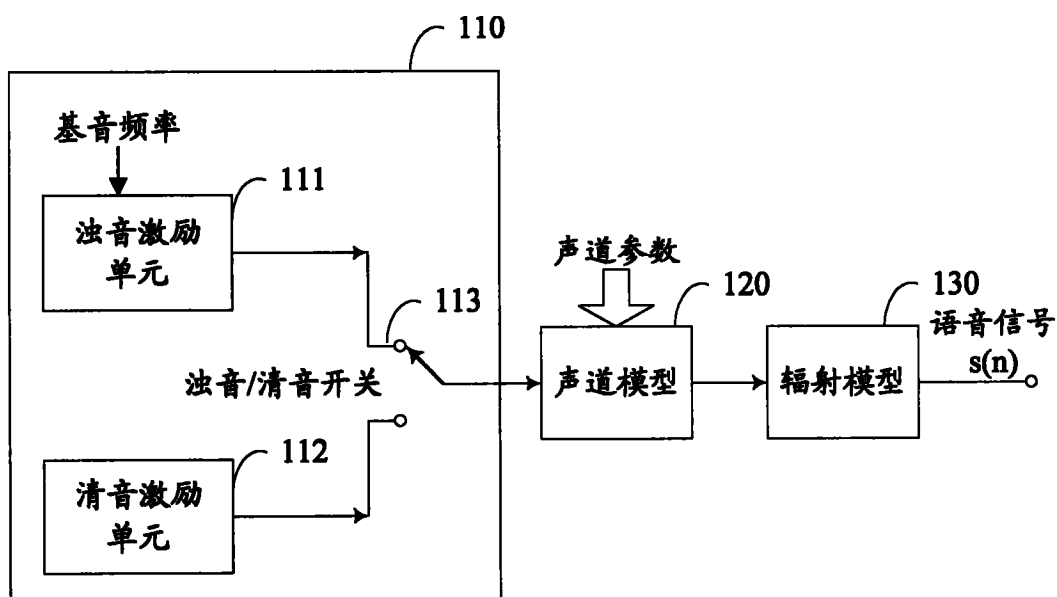 110
基音频率
111
浊音激励
单元
113
浊音/清音开关
112
清音激励
单元
声道参数
120
声道模型
130
辐射模型
语音信号
s(n)